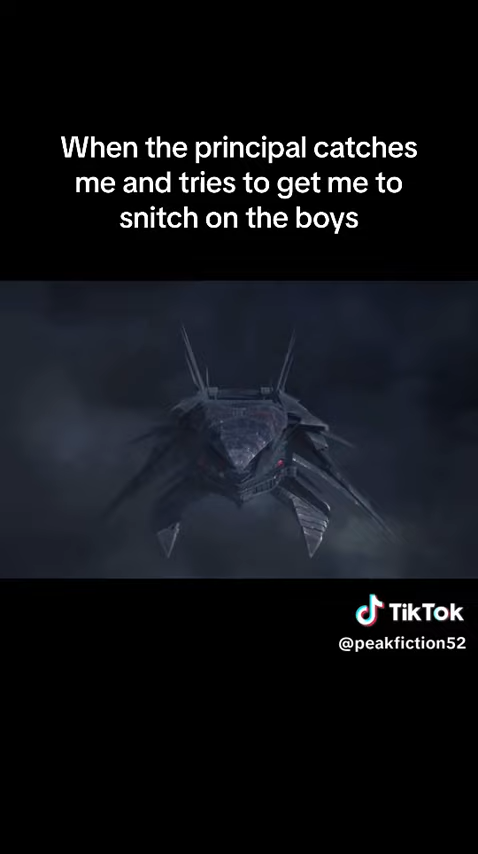 When the principal catches
me and tries to get me to
snitch on the boys
TikTok
@peakfiction52